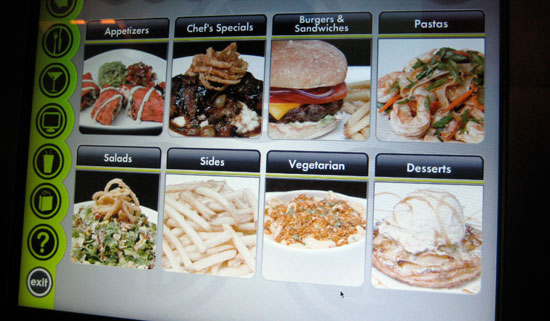 Appetizers
Chef's Specials
Burgers &
Sandwiches
Pastas
Salads
Sides
Vegetarian
Desserts
?
exit